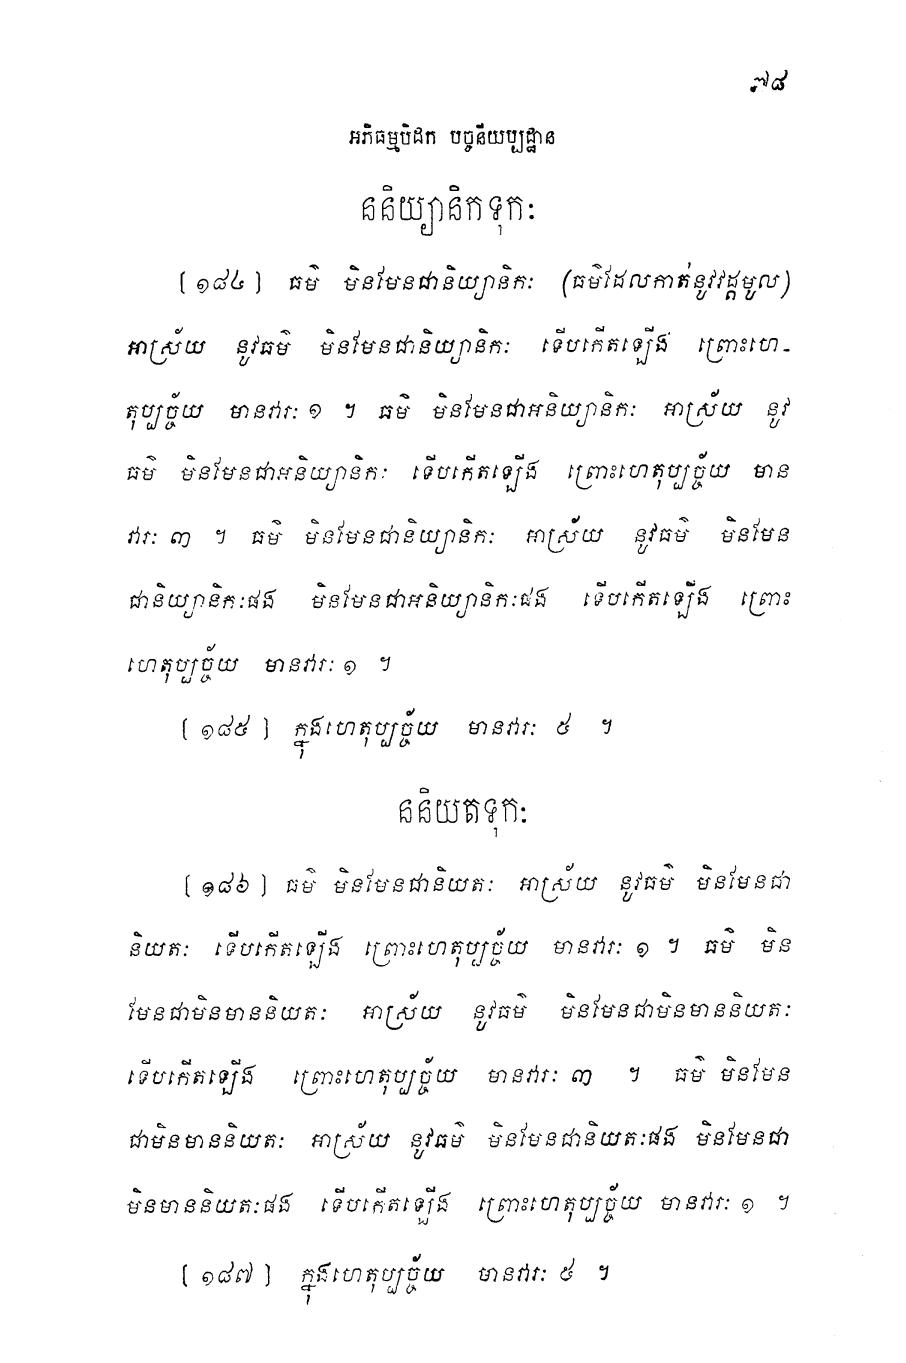 ៧៨
អភិធម្មបិដក បច្ចនីយប្បដ្ឋាន
ននិយ្យានិកទុកៈ
[១៨៤] ធម៌ មិនមែនជានិយ្យានិកៈ (ធម៌ដែលកាត់នូវវដ្តមូល)
អាស្រ័យ នូវធម៌ មិនមែនជានិយ្យានិកៈ ទើបកើតឡើង ព្រោះហេ-
តុប្បច្ច័យ មានវារៈ ១ ។ ធម៌ មិនមែនជាអនិយ្យានិកៈ អាស្រ័យ នូវ
ធម៌ មិនមែនជាអនិយ្យានិកៈ ទើបកើតឡើង ព្រោះហេតុប្បច្ច័យ មាន
វារៈ ៣ ។ ធម៌ មិនមែនជានិយ្យានិកៈ អាស្រ័យ នូវធម៌ មិនមែន
ជានិយ្យានិកៈផង មិនមែនជាអនិយ្យានិកៈផង ទើបកើតឡើង ព្រោះ
ហេតុប្បច្ច័យ មានវារៈ ១ ។
[១៨៥] ក្នុងហេតុប្បច្ច័យ មានវារៈ ៥ ។
ននិយតទុកៈ
[១៨៦] ធម៌ មិនមែនជានិយតៈ អាស្រ័យ នូវធម៌ មិនមែនជា
និយតៈ ទើបកើតឡើង ព្រោះហេតុប្បច្ច័យ មានវារៈ ១ ។ ធម៌ មិន
មែនជាមិនមាននិយតៈ អាស្រ័យ នូវធម៌ មិនមែនជាមិនមាននិយតៈ
ទើបកើតឡើង ព្រោះហេតុប្បច្ច័យ មានវារៈ ៣ ។ ធម៌ មិនមែន
ជាមិនមាននិយតៈ អាស្រ័យ នូវធម៌ មិនមែនជានិយតៈផង មិនមែនជា
មិនមាននិយតៈផង ទើបកើតឡើង ព្រោះហេតុប្បច្ច័យ មានវារៈ ១ ។
[១៨៧] ក្នុងហេតុប្បច្ច័យ មានវារៈ ៥ ។